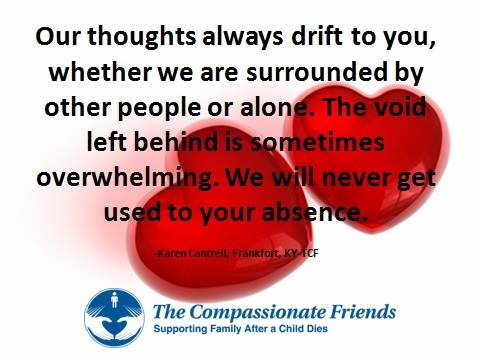 Our thoughts always drift to you,
whether we are surrounded by
other people or alone. The void
left behind is sometimes
overwhelming. We will never get
used to your absence.
-Karen Cantrell, Frankfort, KY-TCF
The Compassionate Friends
Supporting Family After a Child Dies